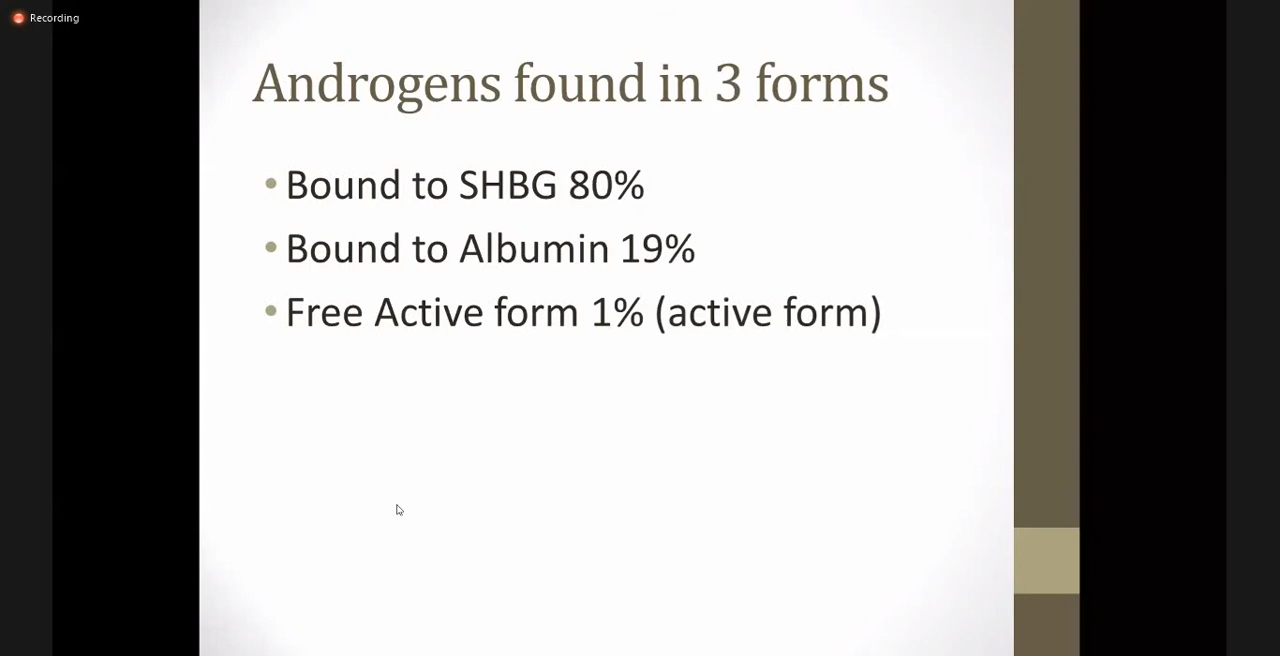 Recording
Androgens found in 3 forms
• Bound to SHBG 80%
• Bound to Albumin 19%
• Free Active form 1% (active form)